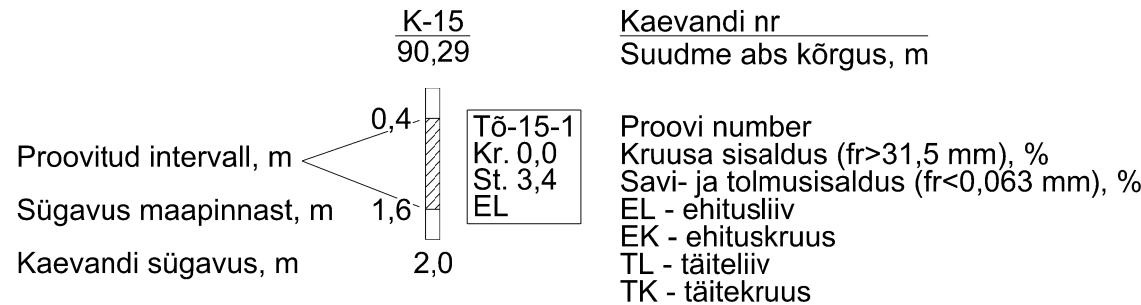 K-15 Kaevandi nr
90,29 Suudme abs kõrgus, m
0,4 Tõ-15-1 Proovi number
Proovitud intervall, m Kr. 0,0 Kruusa sisaldus (fr>31,5 mm), %
St. 3,4 Savi- ja tolmusisaldus (fr<0,063 mm), %
Sügavus maapinnast, m 1,6 EL EL - ehitusliiv
EK - ehituskruus
Kaevandi sügavus, m 2,0 TL - täiteliiv
TK - täitekruus